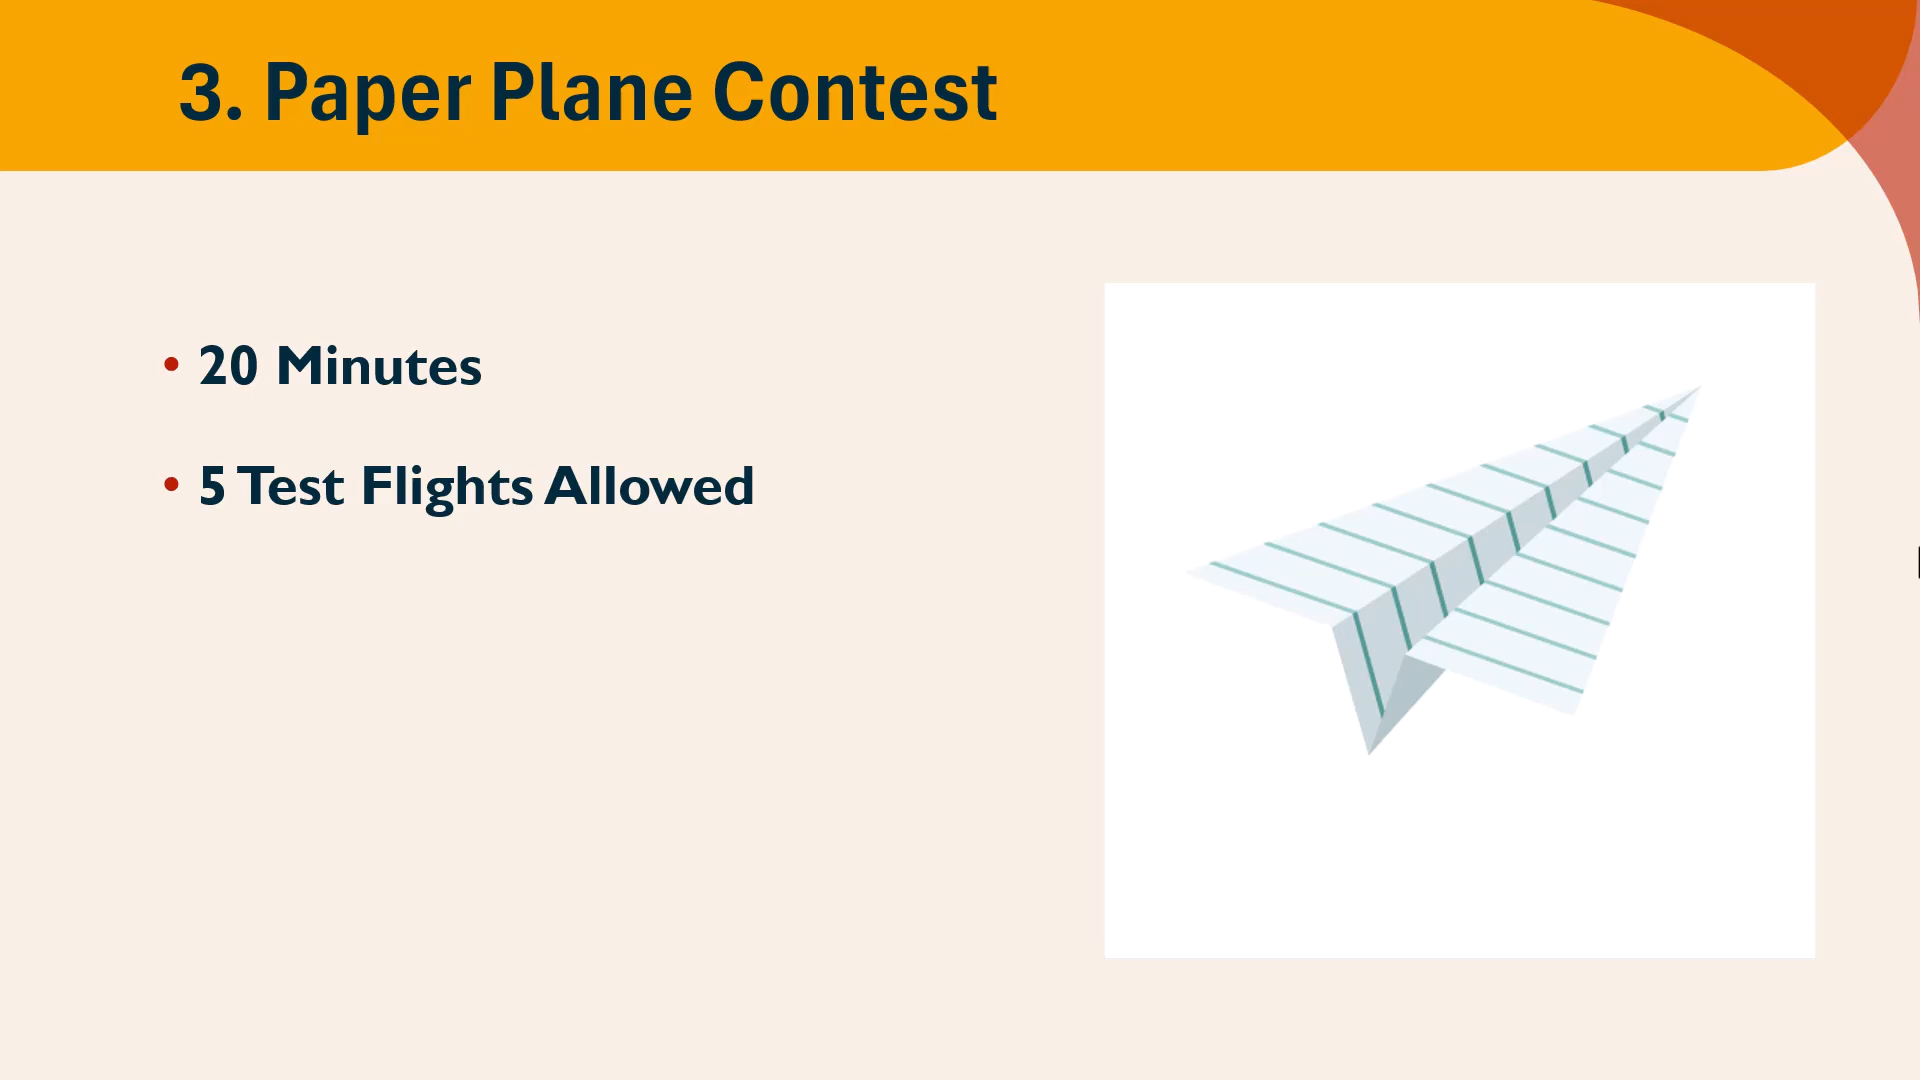 3. Paper Plane Contest
• 20 Minutes
• 5 Test Flights Allowed